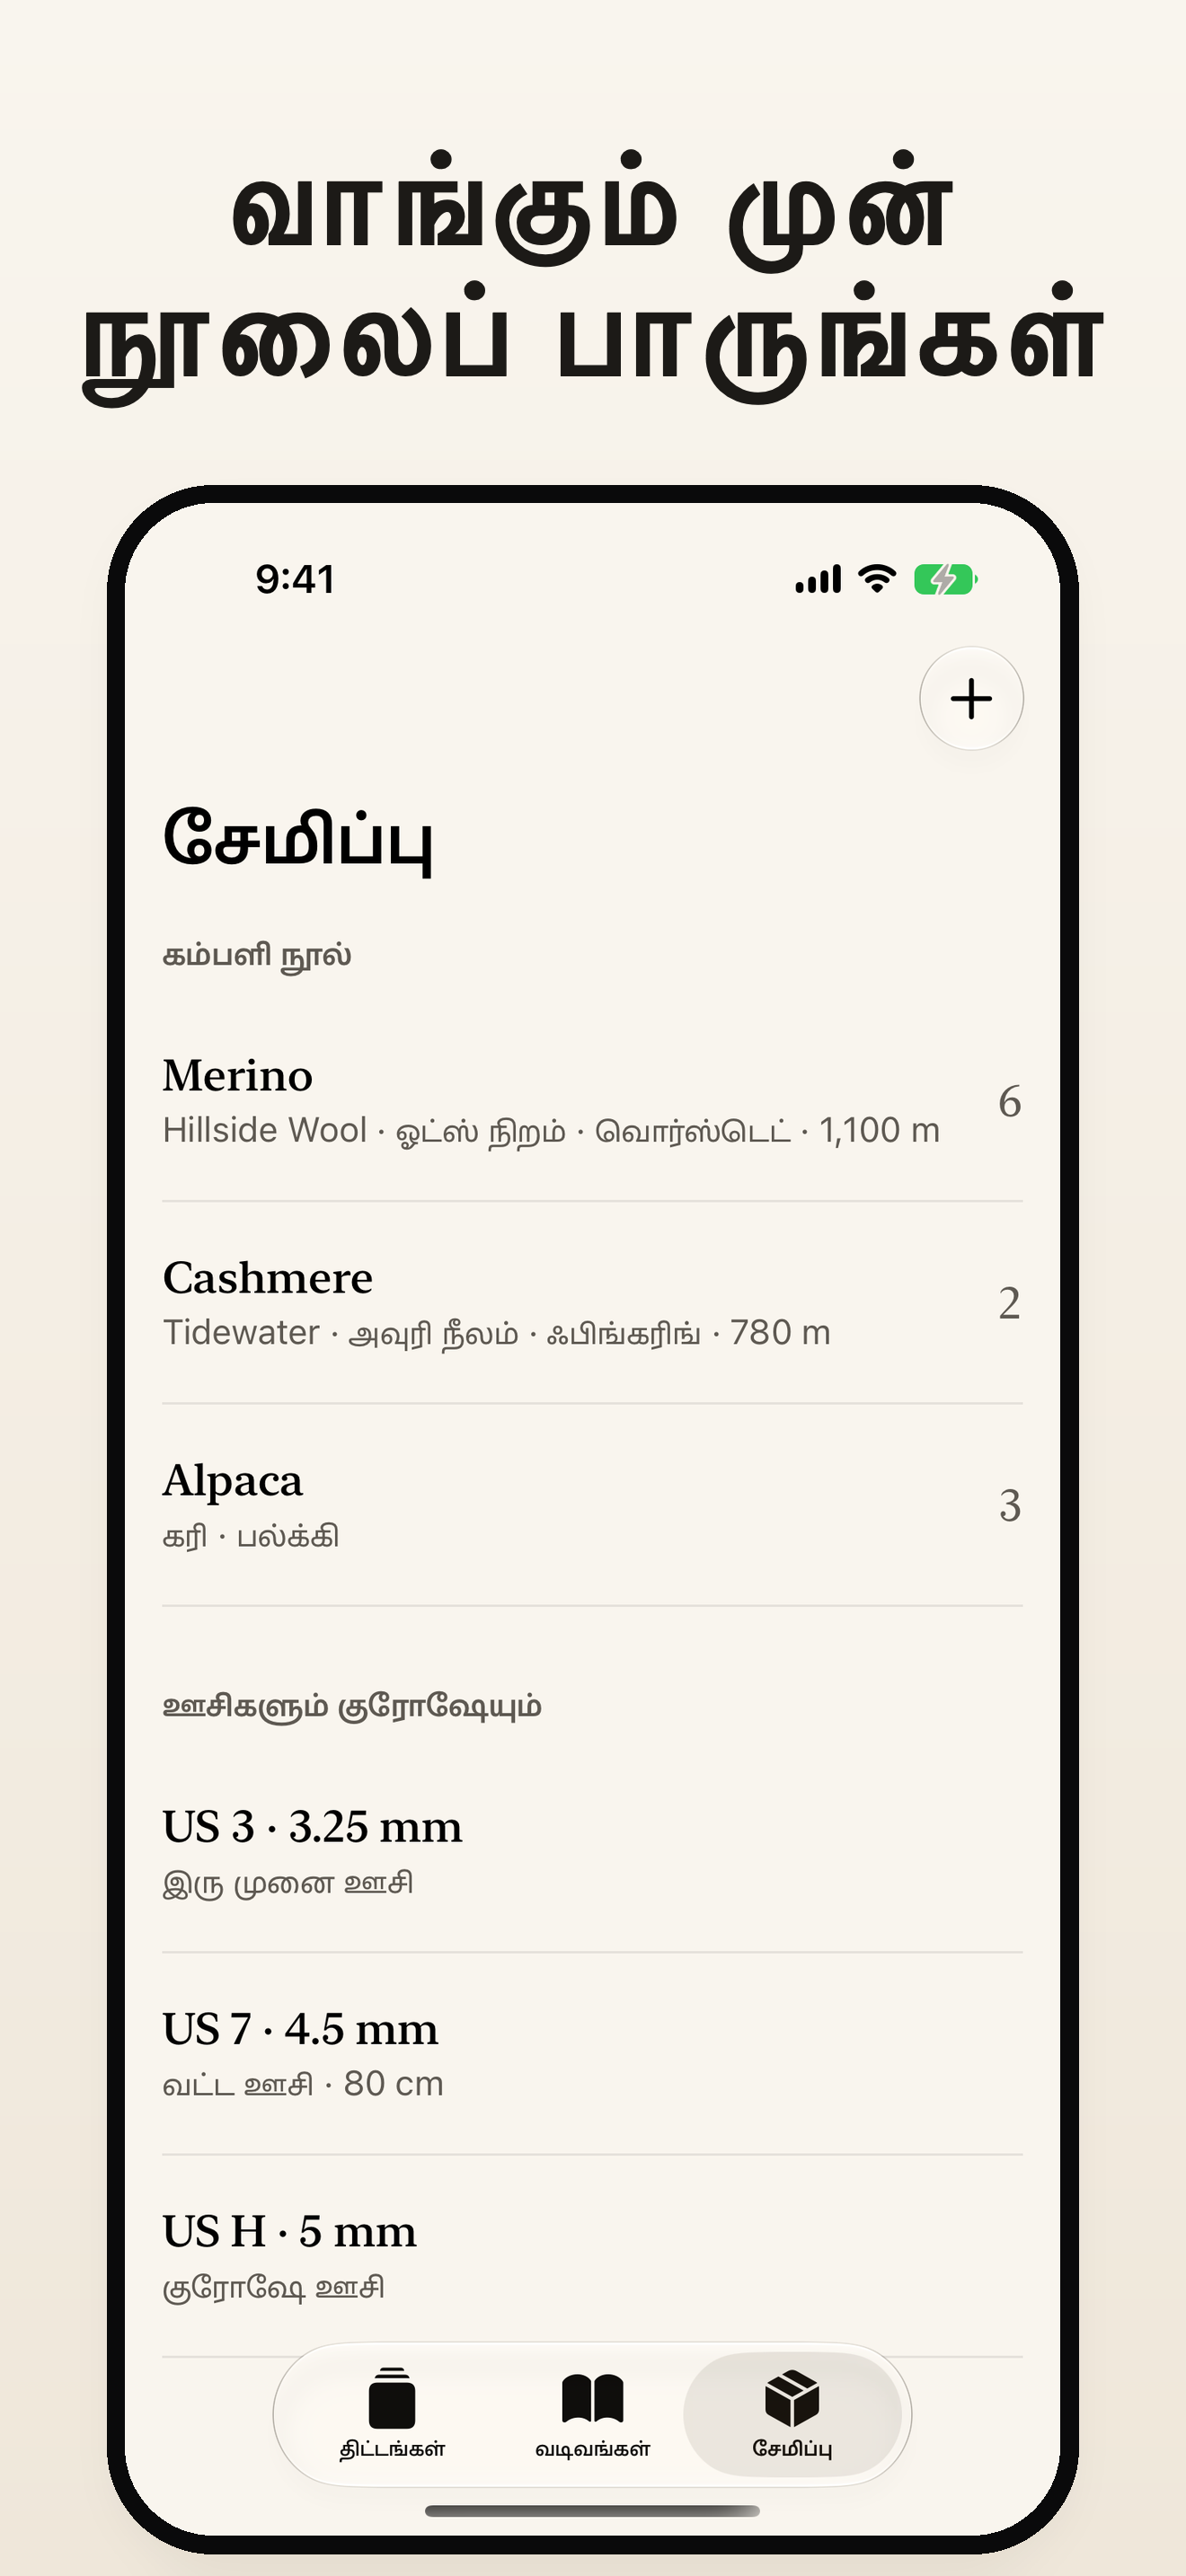 வாங்கும் முன்
நூலைப் பாருங்கள்
9:41
சேமிப்பு
கம்பளி நூல்
Merino
6
Hillside Wool · ஓட்ஸ் நிறம் · வொர்ஸ்டெட் · 1,100 m
Cashmere
2
Tidewater · அவுரி நீலம் · ஃபிங்கரிங் · 780 m
Alpaca
3
கரி · பல்க்கி
ஊசிகளும் குரோஷேயும்
US 3 · 3.25 mm
இரு முனை ஊசி
US 7 · 4.5 mm
வட்ட ஊசி · 80 cm
US H · 5 mm
குரோஷே ஊசி
திட்டங்கள்
வடிவங்கள்
சேமிப்பு